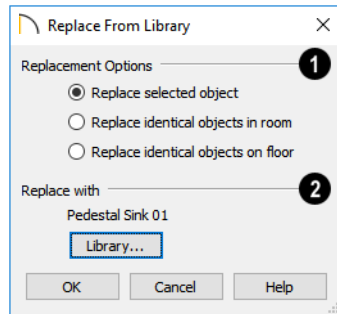 Replace From Library
Replacement Options
1
Replace selected object
Replace identical objects in room
Replace identical objects on floor
Replace with
2
Pedestal Sink 01
Library...
OK Cancel Help